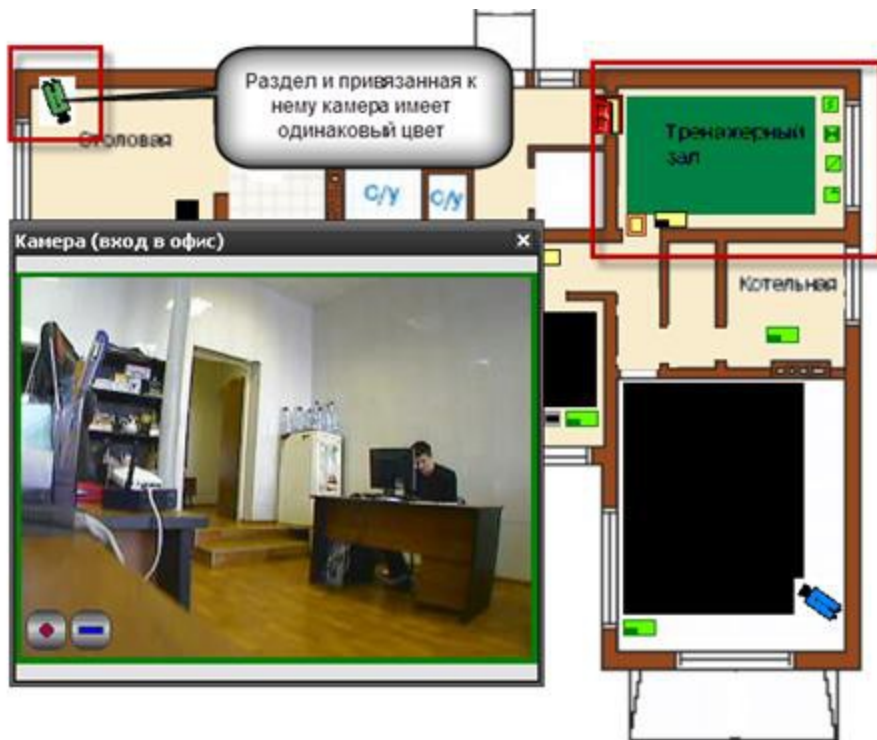 Раздел и привязанная к
нему камера имеет
одинаковый цвет
Столовая
Тренажерный
зал
С/У
С/У
Камера (вход в офис)
Котельная